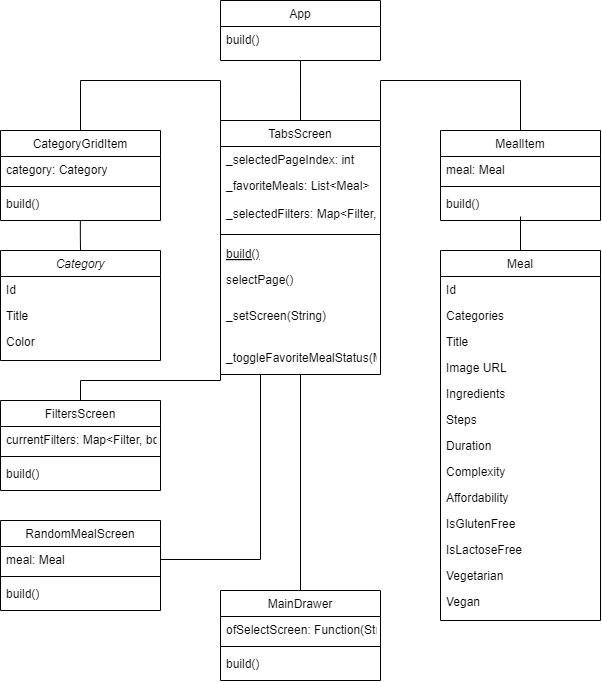 App
build()
CategoryGridItem
category: Category
build()
TabsScreen
_selectedPageIndex: int
_favoriteMeals: List<Meal>
_selectedFilters: Map<Filter,
build()
selectPage()
_setScreen(String)
_toggleFavoriteMealStatus(M
MealItem
meal: Meal
build()
Category
Id
Title
Color
Meal
Id
Categories
Title
Image URL
Ingredients
Steps
Duration
Complexity
Affordability
IsGlutenFree
IsLactoseFree
Vegetarian
Vegan
FiltersScreen
currentFilters: Map<Filter, bo
build()
RandomMealScreen
meal: Meal
build()
MainDrawer
ofSelectScreen: Function(Str
build()